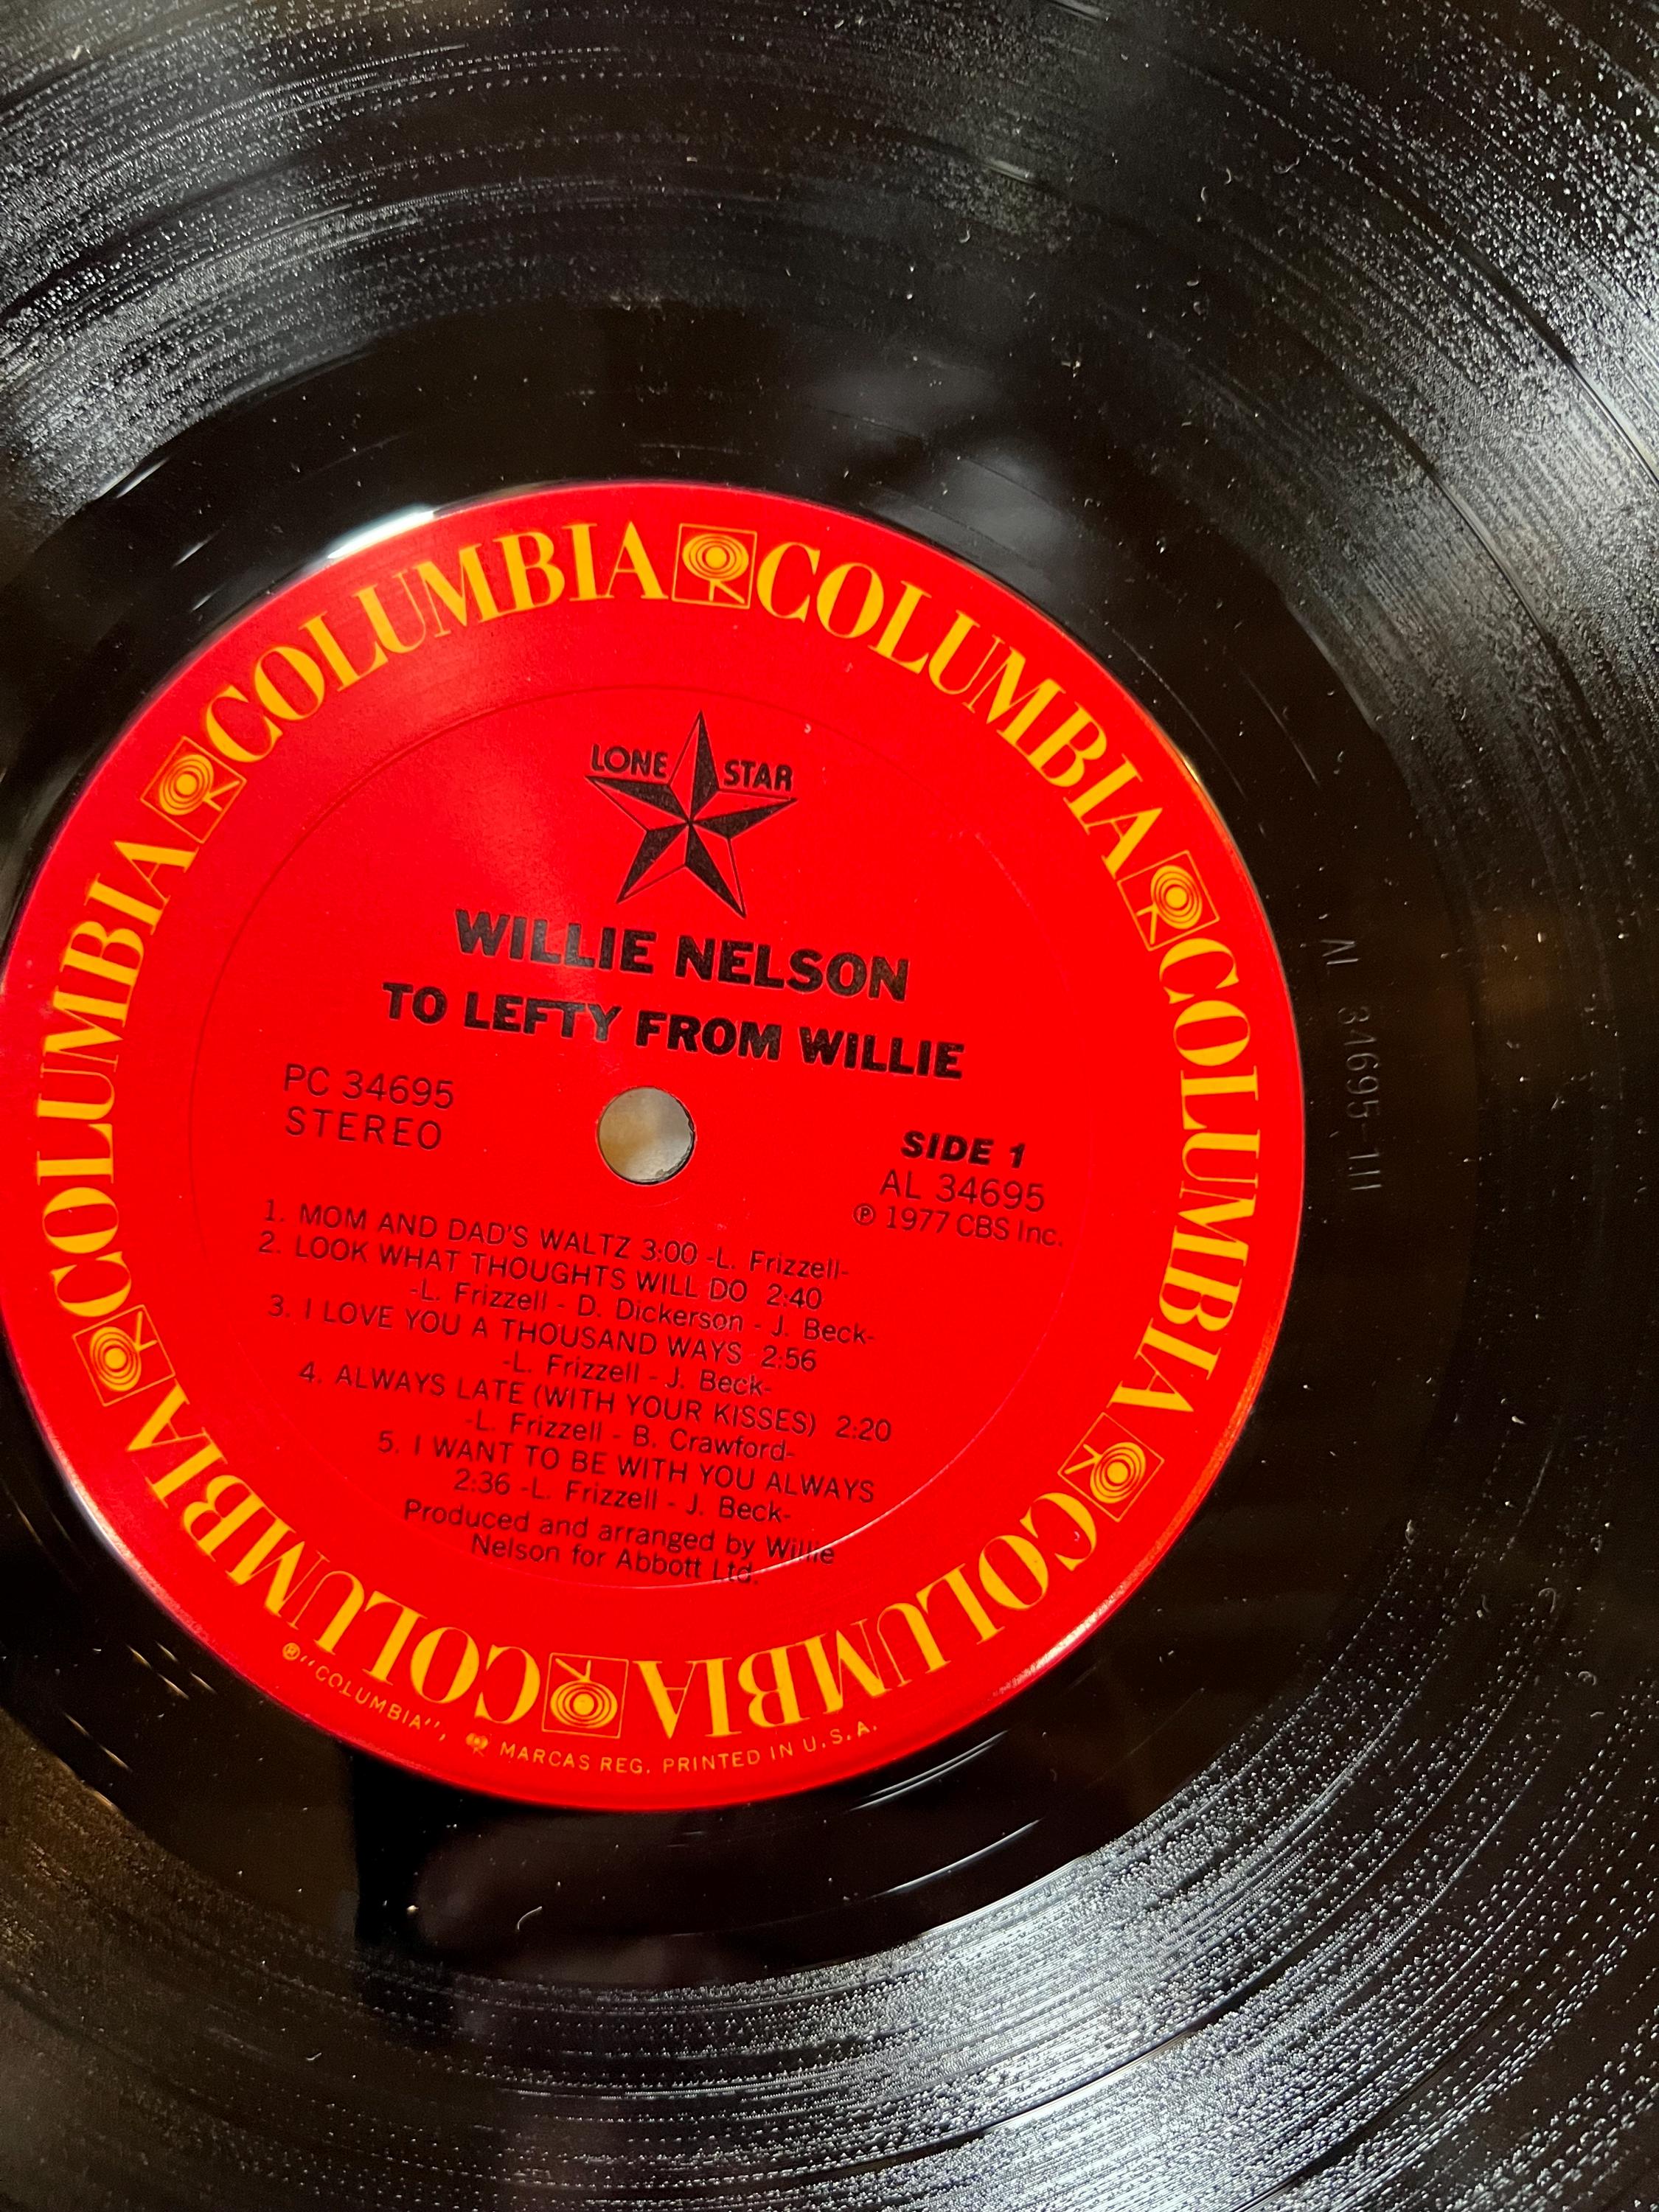 COLUMBIA COLUMBIA COLUMBIA COLUMBIA COLUMBIA COLUMBIA
LONE STAR
WILLIE NELSON
TO LEFTY FROM WILLIE
PC 34695
STEREO
SIDE 1
AL 34695
℗ 1977 CBS Inc.
1. MOM AND DAD'S WALTZ 3:00 -L. Frizzell-
2. LOOK WHAT THOUGHTS WILL DO 2:40
-L. Frizzell - D. Dickerson - J. Beck-
3. I LOVE YOU A THOUSAND WAYS 2:56
-L. Frizzell - J. Beck-
4. ALWAYS LATE (WITH YOUR KISSES) 2:20
-L. Frizzell - B. Crawford-
5. I WANT TO BE WITH YOU ALWAYS
2:36 -L. Frizzell - J. Beck-
Produced and arranged by Willie
Nelson for Abbott Ltd.
® "COLUMBIA", MARCAS REG. PRINTED IN U.S.A.
AL 34695